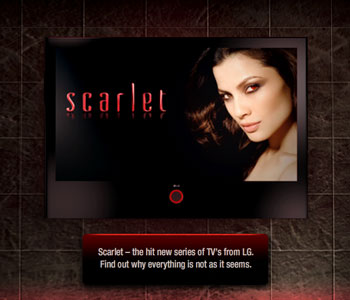 scarlet
Scarlet – the hit new series of TV's from LG.
Find out why everything is not as it seems.